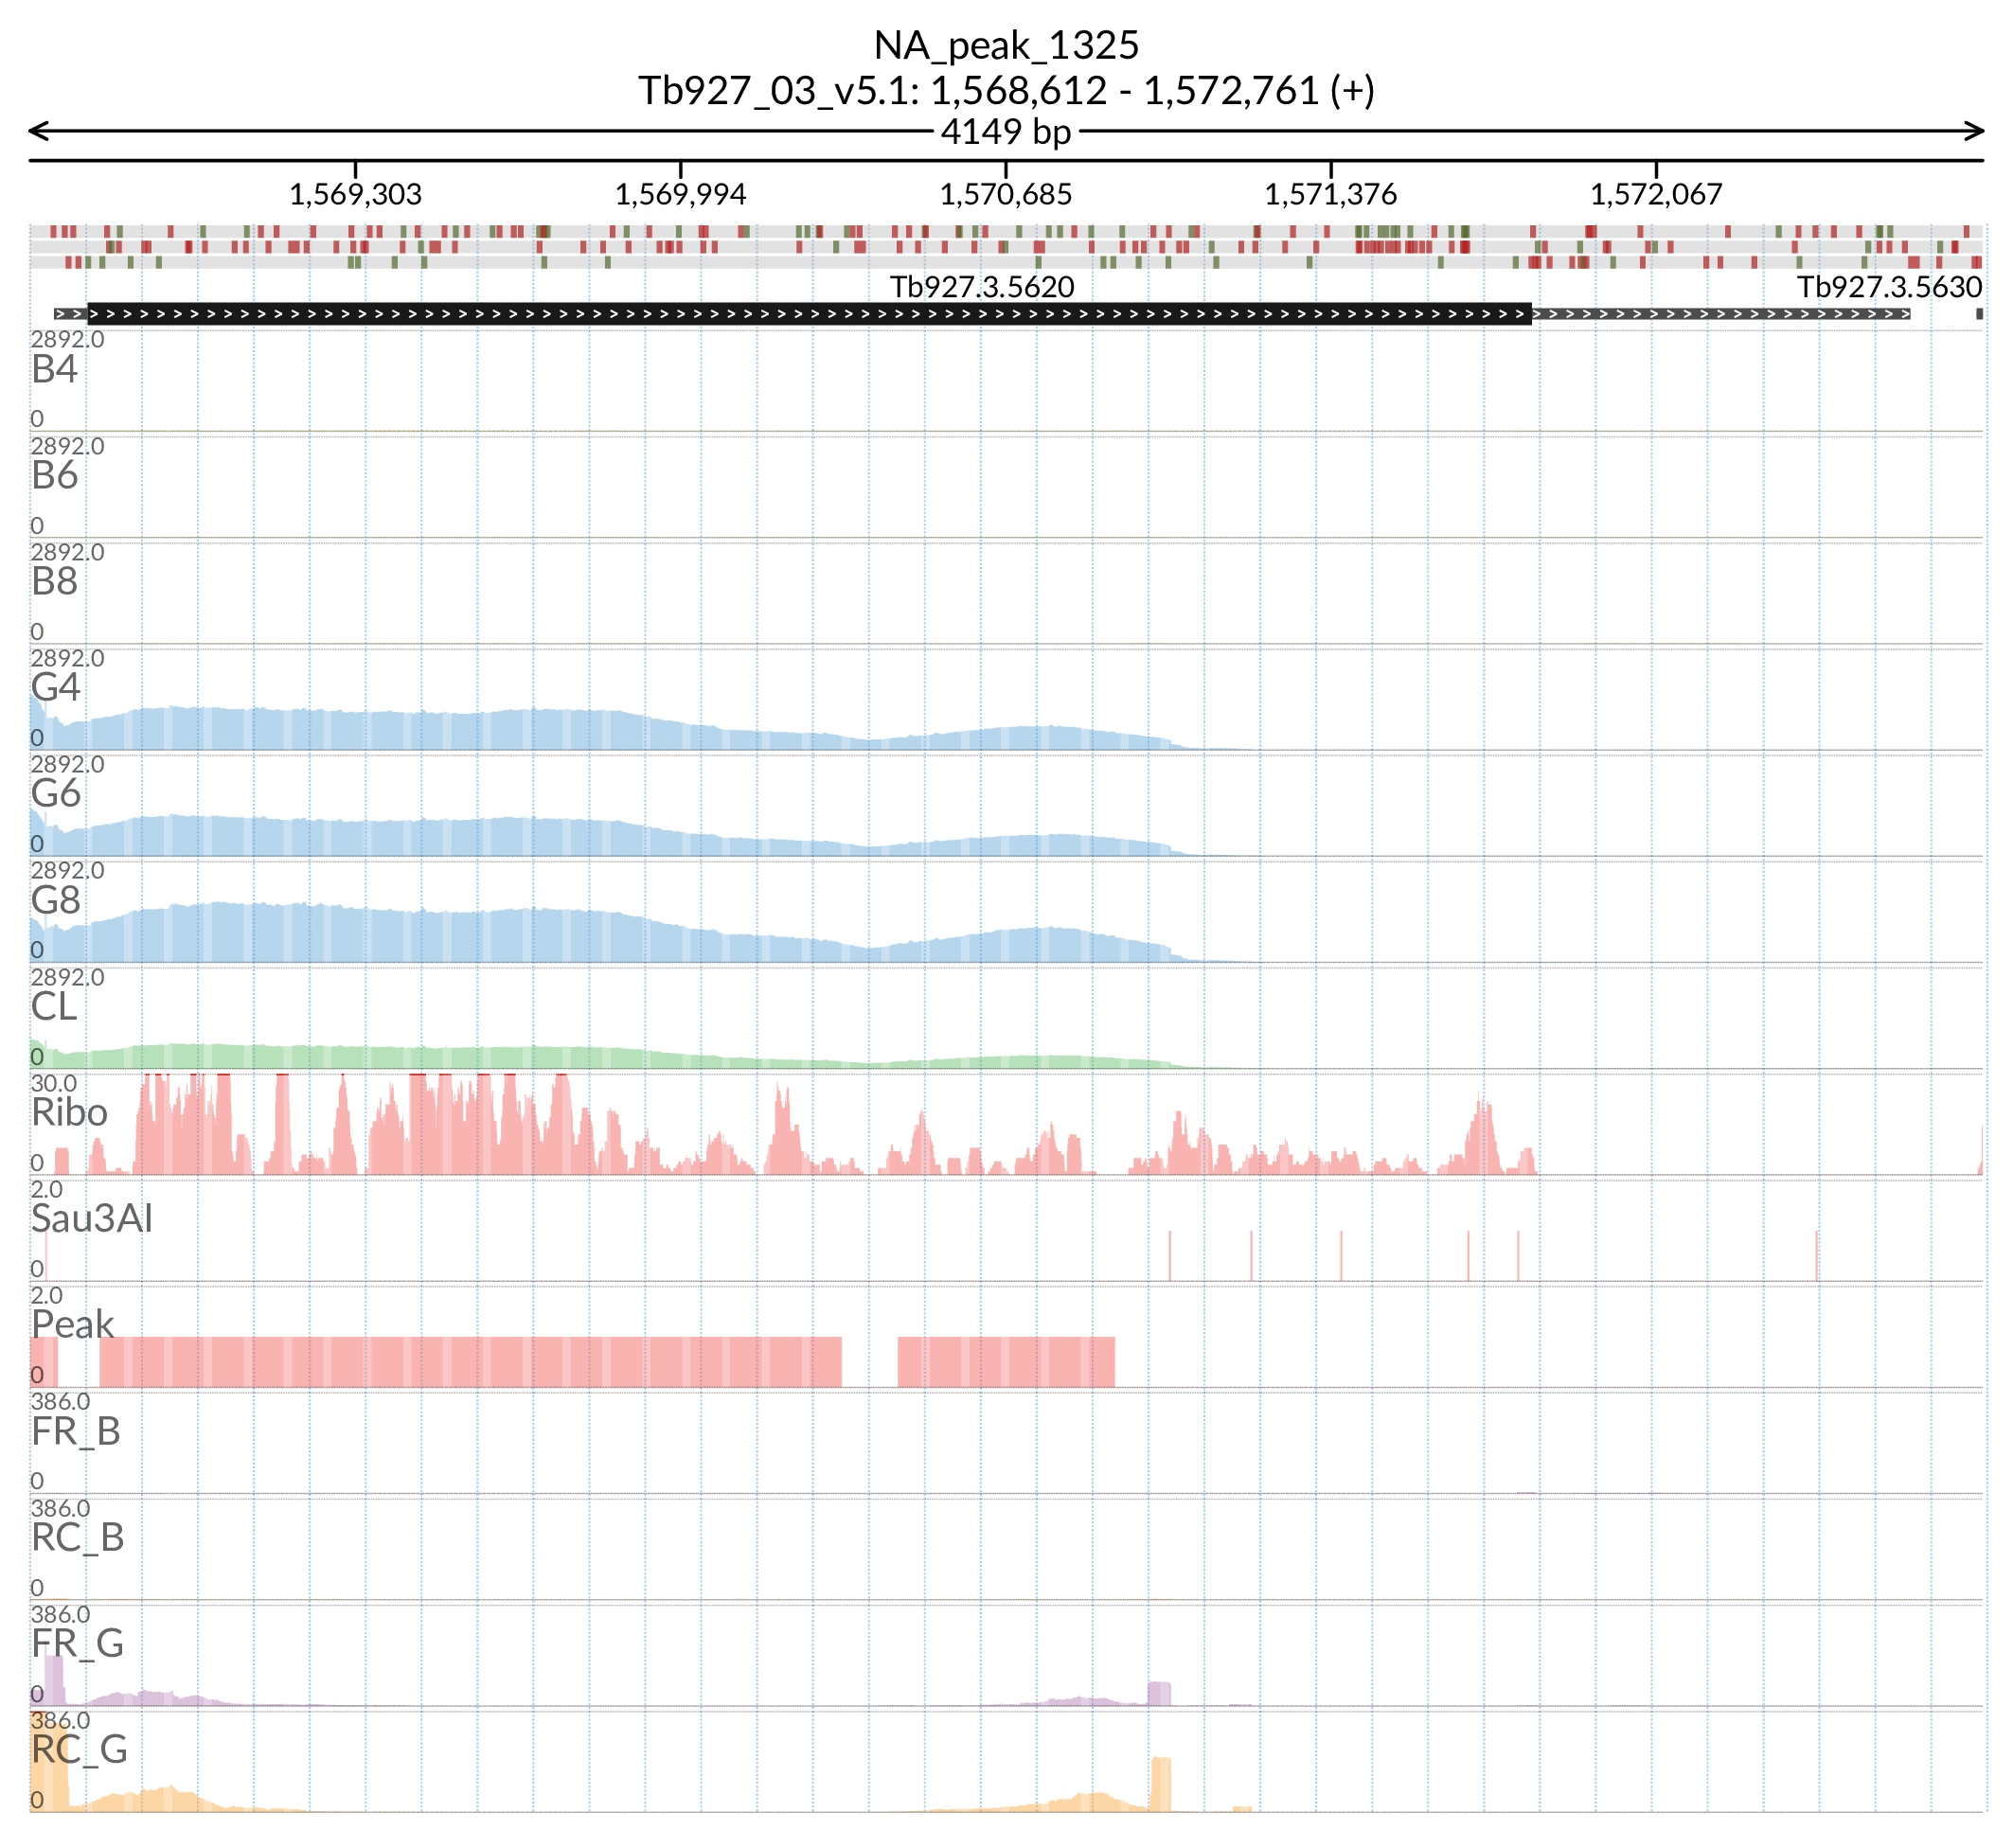 NA_peak_1325
Tb927_03_v5.1: 1,568,612 - 1,572,761 (+)
4149 bp
1,569,303 1,569,994 1,570,685 1,571,376 1,572,067
Tb927.3.5620 Tb927.3.5630
2892.0
B4
0
2892.0
B6
0
2892.0
B8
0
2892.0
G4
0
2892.0
G6
0
2892.0
G8
0
2892.0
CL
0
30.0
Ribo
0
2.0
Sau3AI
0
2.0
Peak
0
386.0
FR_B
0
386.0
RC_B
0
386.0
FR_G
0
386.0
RC_G
0